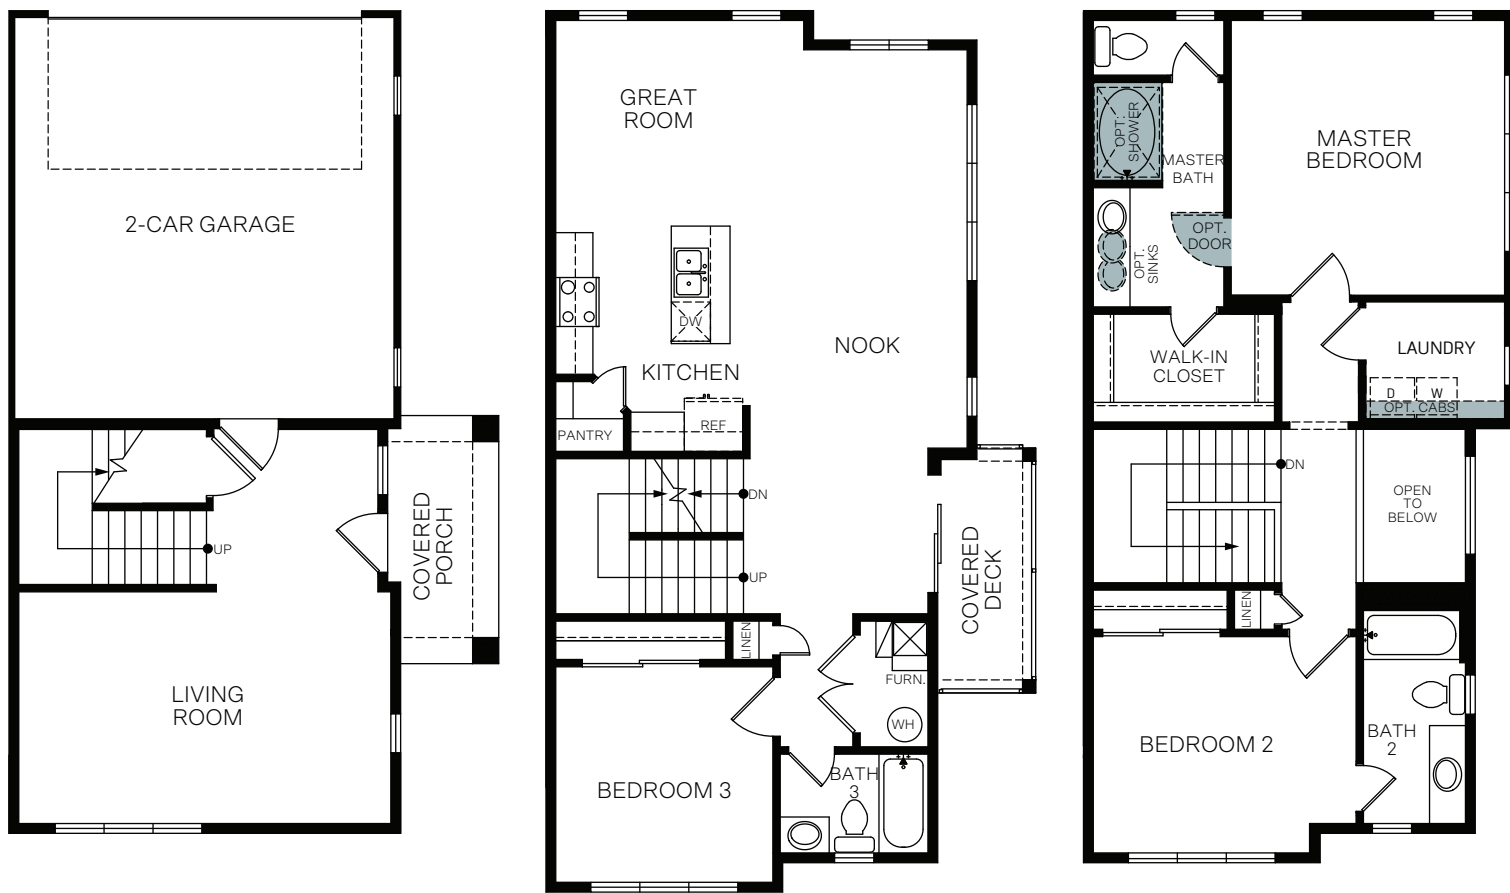 2-CAR GARAGE
UP
COVERED
PORCH
LIVING
ROOM
GREAT
ROOM
DW
NOOK
KITCHEN
PANTRY
REF
DN
UP
COVERED
DECK
LINEN
FURN.
WH
BEDROOM 3
BATH
3
OPT.
SHOWER
MASTER
BATH
MASTER
BEDROOM
OPT.
DOOR
OPT.
SINKS
WALK-IN
CLOSET
LAUNDRY
D
W
OPT. CABS
DN
OPEN
TO
BELOW
LINEN
BEDROOM 2
BATH
2